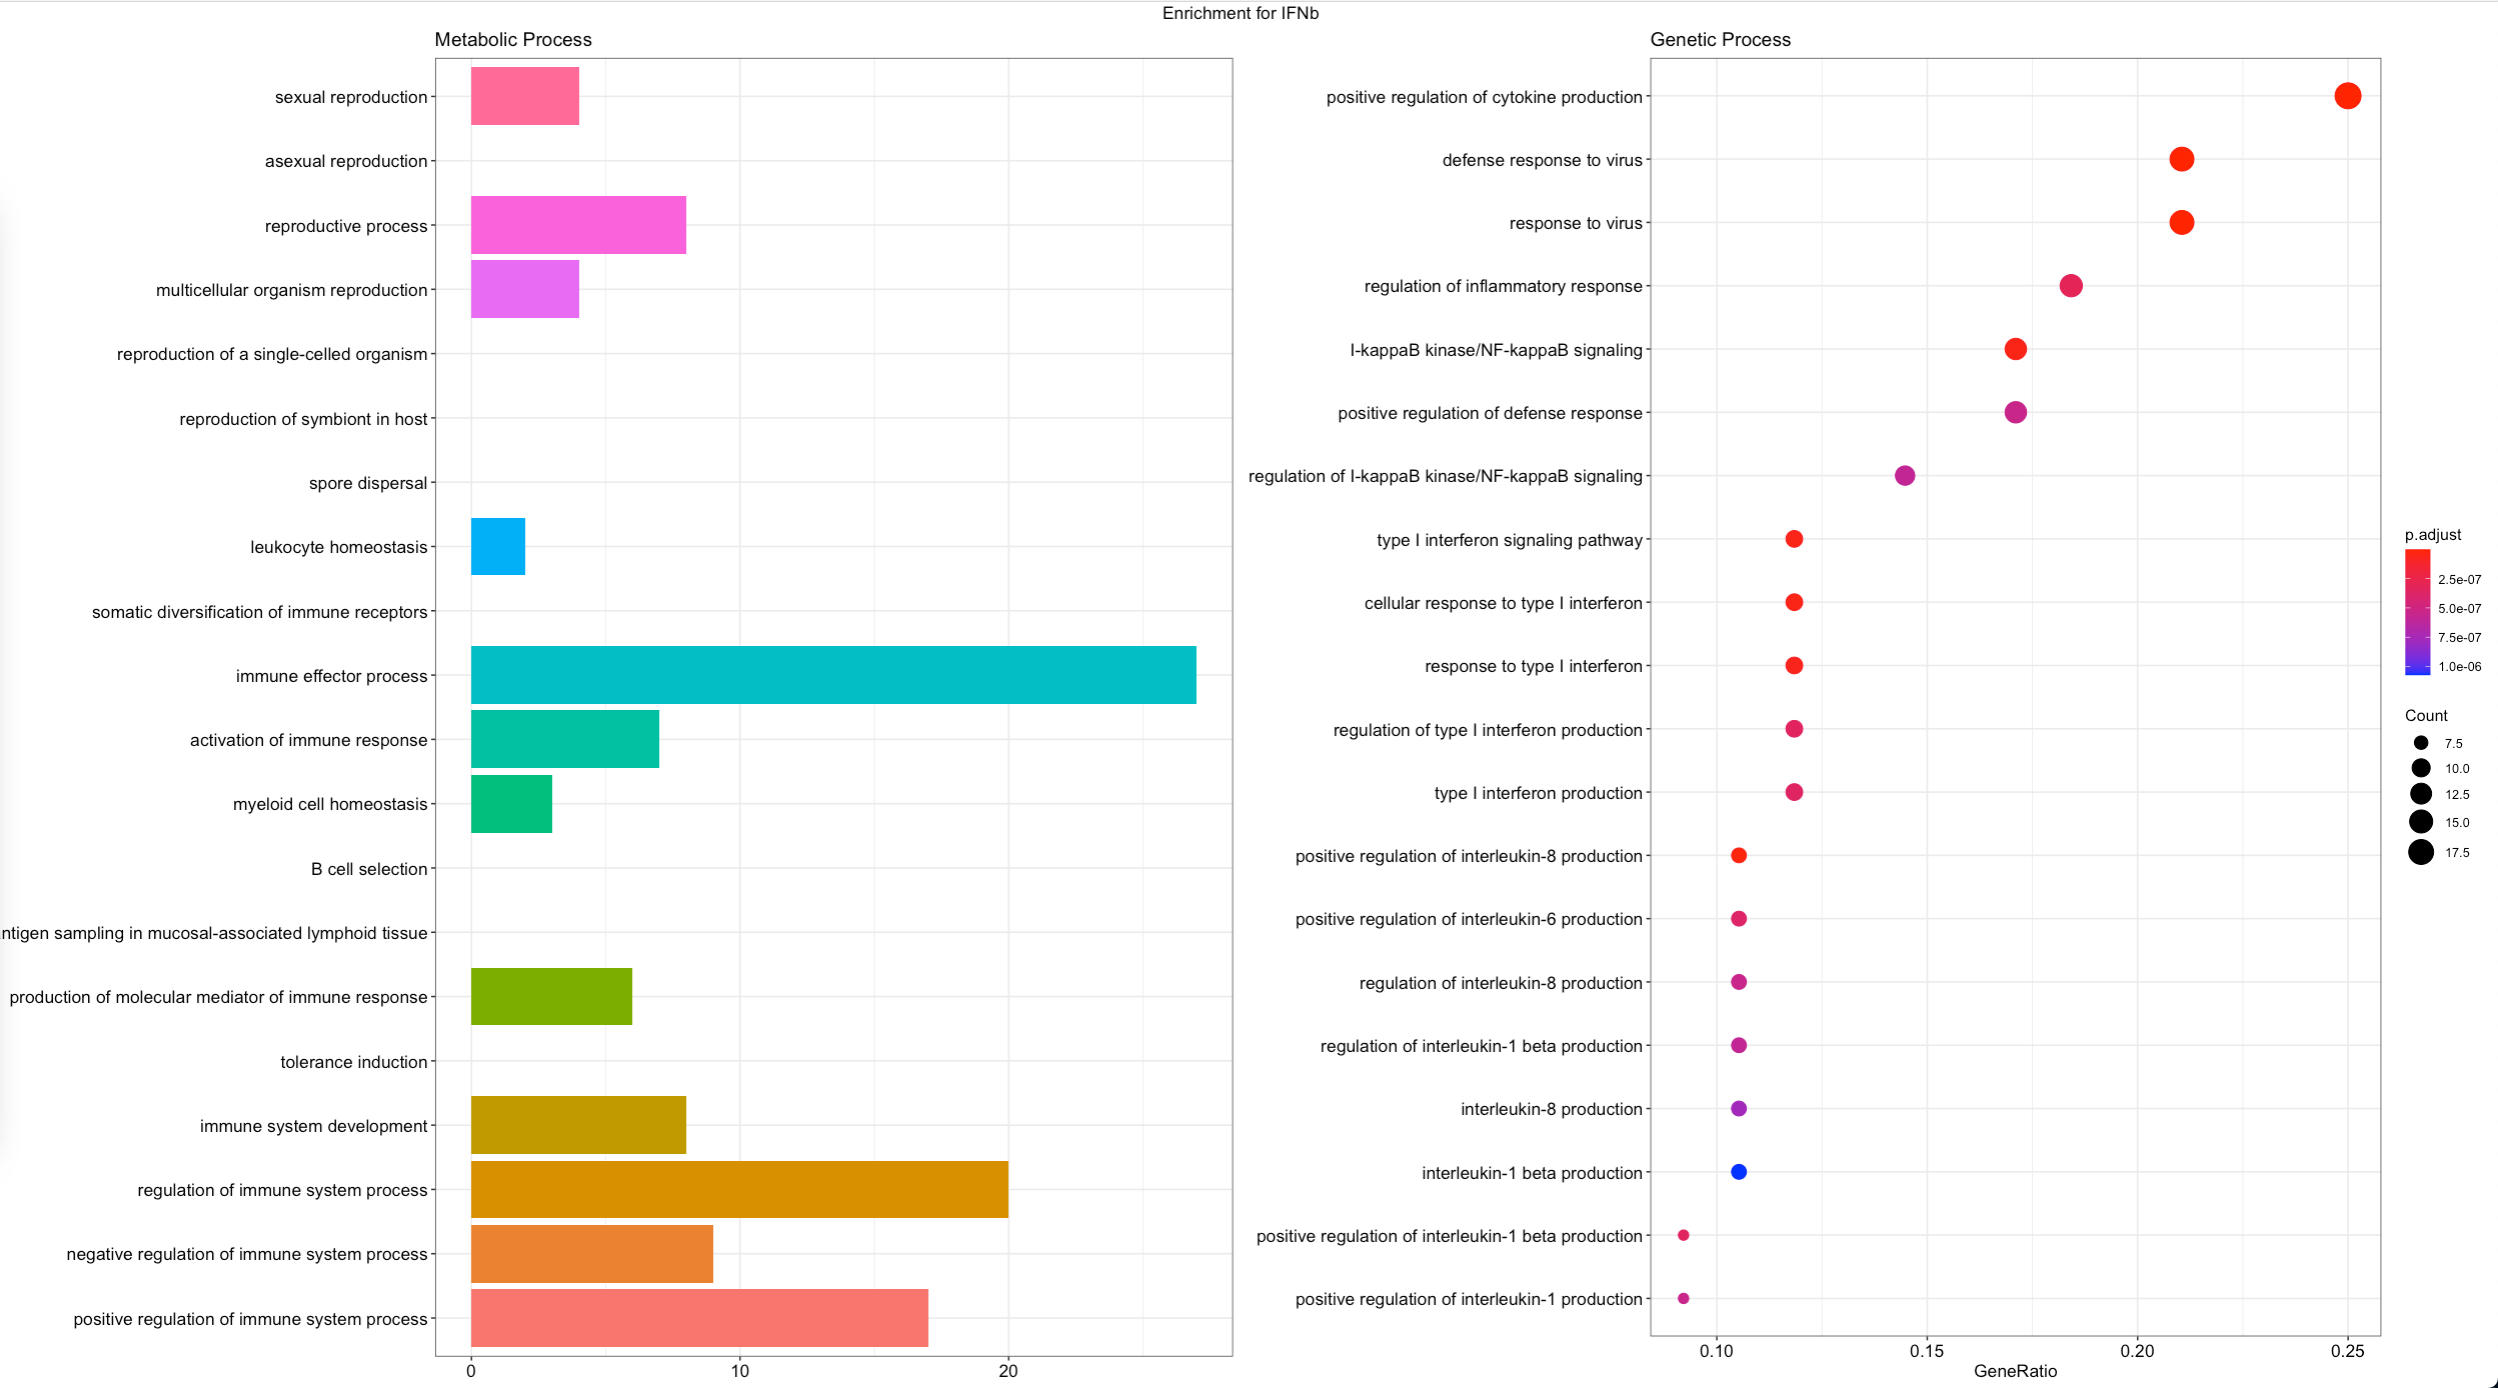 Enrichment for IFNb
Metabolic Process
sexual reproduction
asexual reproduction
reproductive process
multicellular organism reproduction
reproduction of a single-celled organism
reproduction of symbiont in host
spore dispersal
leukocyte homeostasis
somatic diversification of immune receptors
immune effector process
activation of immune response
myeloid cell homeostasis
B cell selection
ntigen sampling in mucosal-associated lymphoid tissue
production of molecular mediator of immune response
tolerance induction
immune system development
regulation of immune system process
negative regulation of immune system process
positive regulation of immune system process
0 10 20
Genetic Process
positive regulation of cytokine production
defense response to virus
response to virus
regulation of inflammatory response
I-kappaB kinase/NF-kappaB signaling
positive regulation of defense response
regulation of I-kappaB kinase/NF-kappaB signaling
type I interferon signaling pathway
cellular response to type I interferon
response to type I interferon
regulation of type I interferon production
type I interferon production
positive regulation of interleukin-8 production
positive regulation of interleukin-6 production
regulation of interleukin-8 production
regulation of interleukin-1 beta production
interleukin-8 production
interleukin-1 beta production
positive regulation of interleukin-1 beta production
positive regulation of interleukin-1 production
0.10 0.15 0.20 0.25
GeneRatio
p.adjust
2.5e-07
5.0e-07
7.5e-07
1.0e-06
Count
7.5
10.0
12.5
15.0
17.5